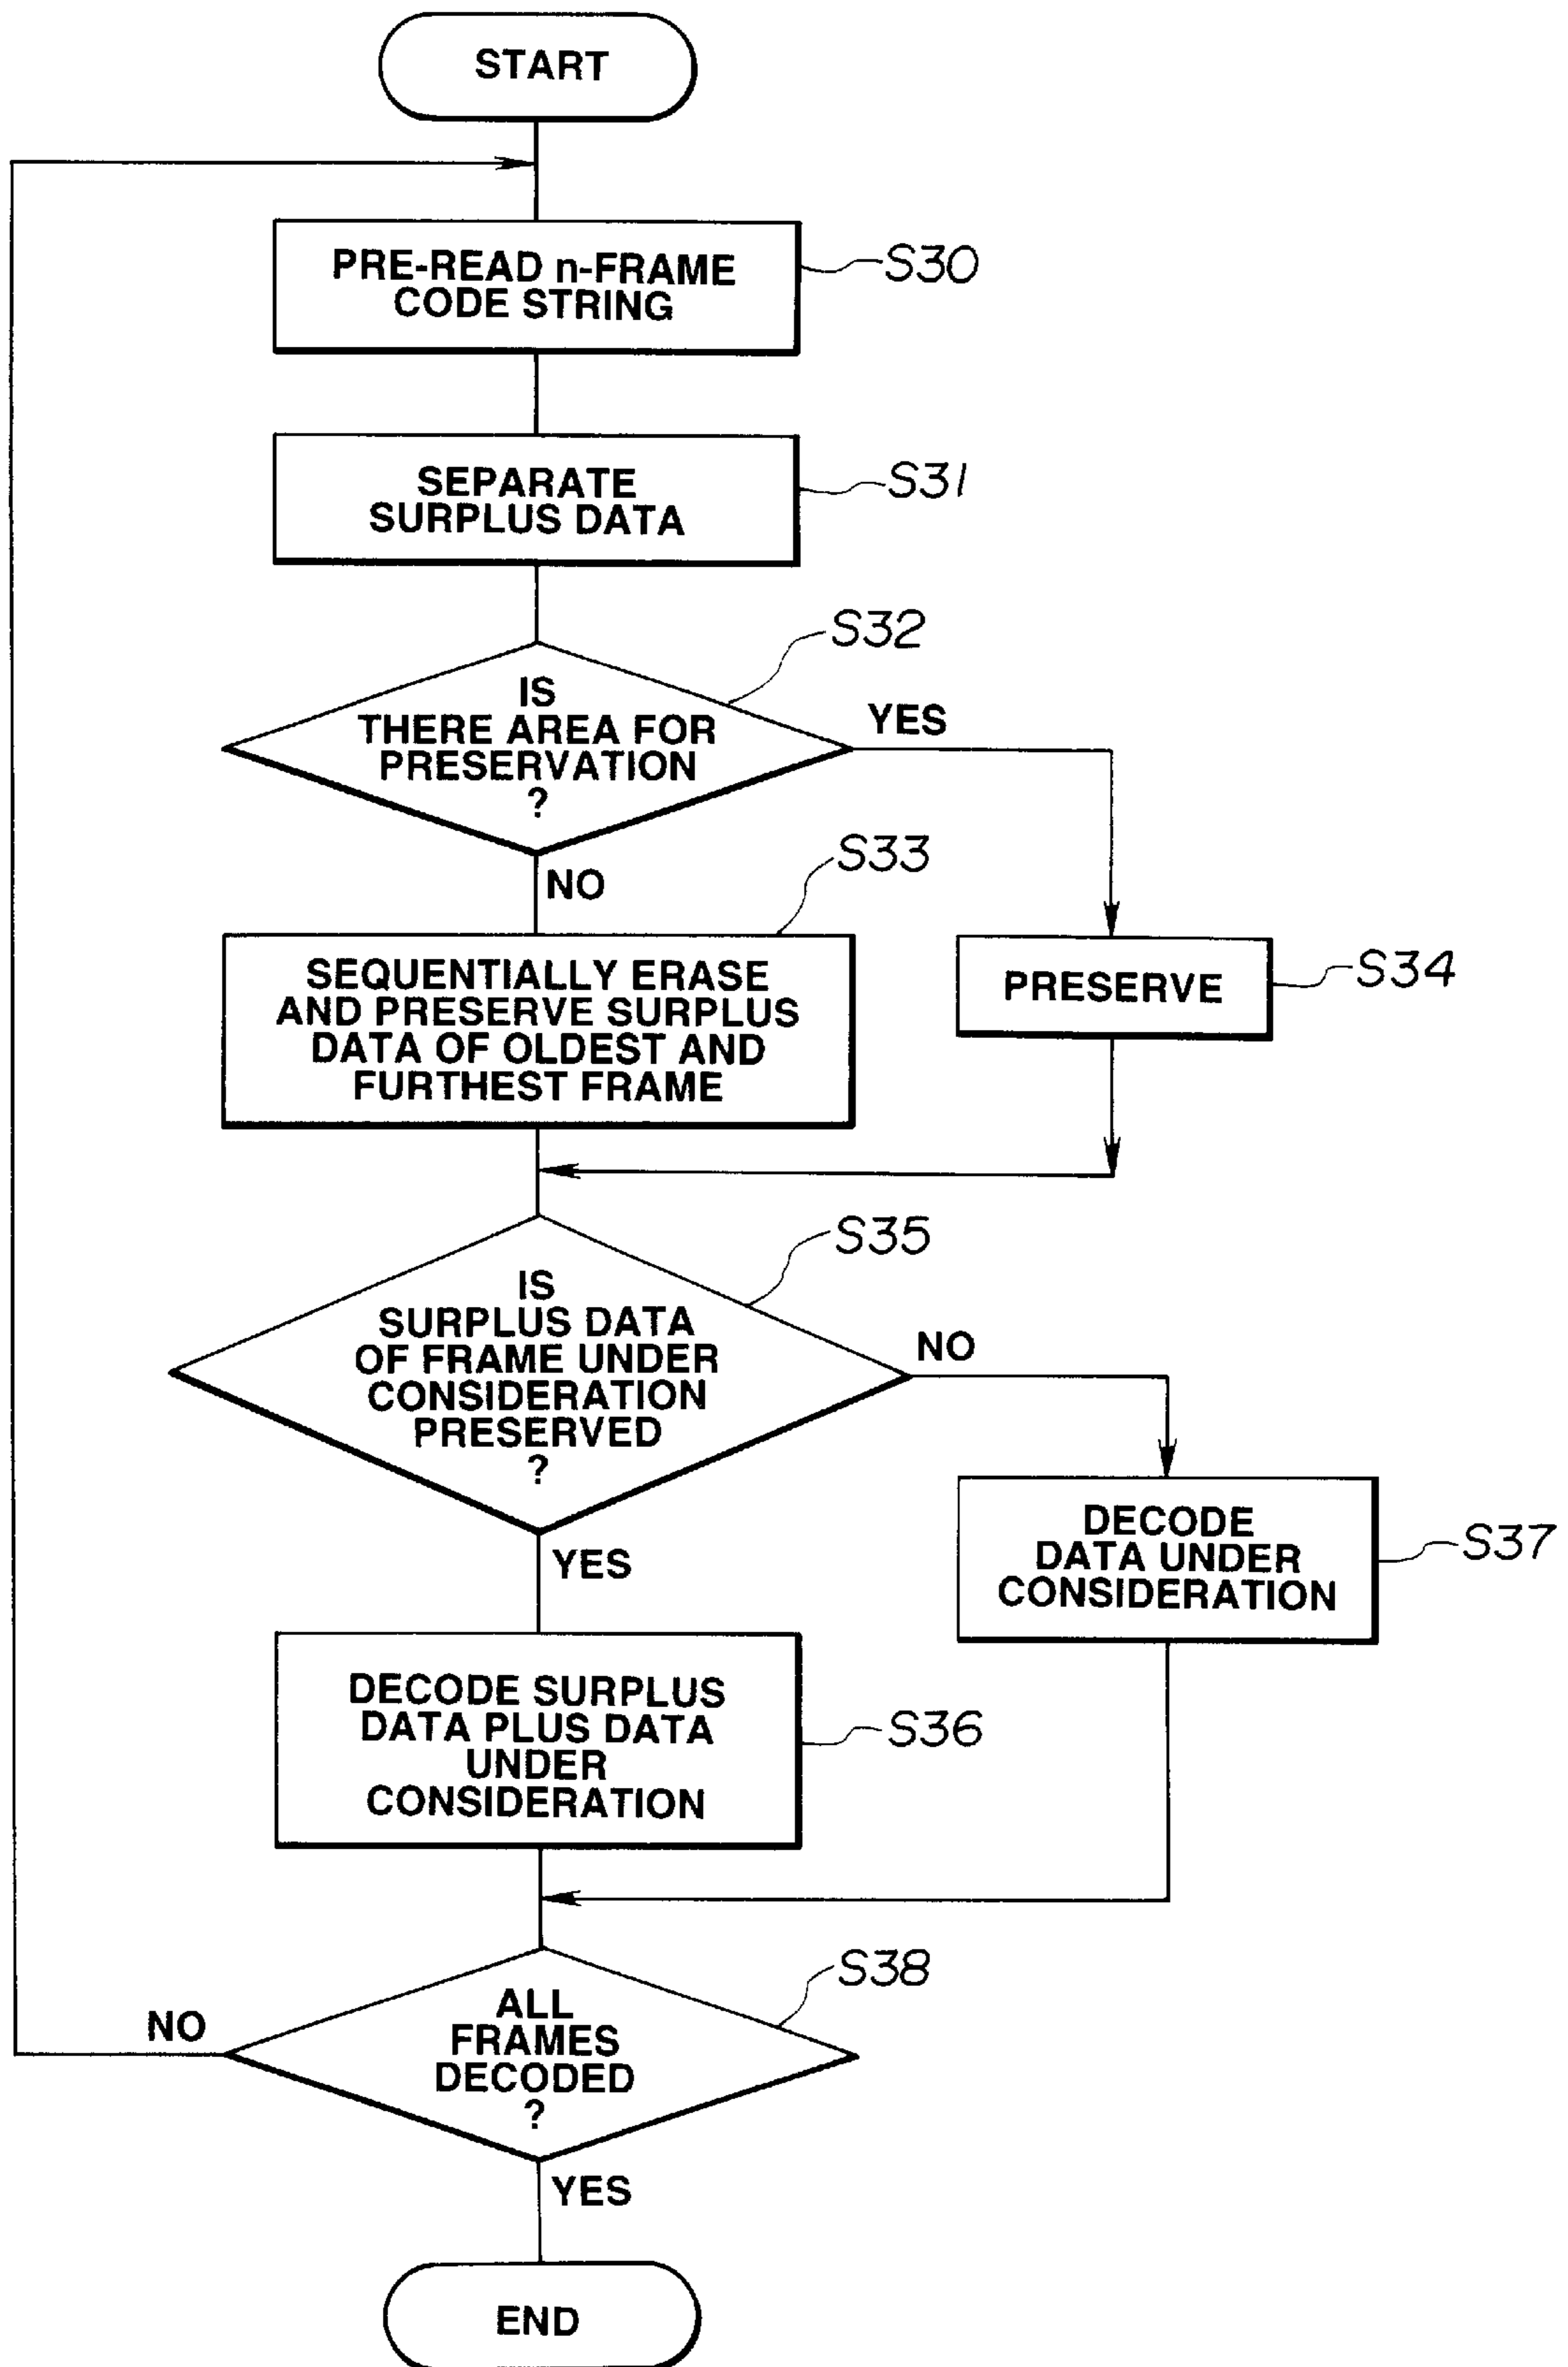 START
PRE-READ n-FRAME
CODE STRING
S30
SEPARATE
SURPLUS DATA
S31
S32
IS
THERE AREA FOR
PRESERVATION
?
YES
NO
S33
SEQUENTIALLY ERASE
AND PRESERVE SURPLUS
DATA OF OLDEST AND
FURTHEST FRAME
PRESERVE
S34
S35
IS
SURPLUS DATA
OF FRAME UNDER
CONSIDERATION
PRESERVED
?
NO
YES
DECODE
DATA UNDER
CONSIDERATION
S37
DECODE SURPLUS
DATA PLUS DATA
UNDER
CONSIDERATION
S36
S38
ALL
FRAMES
DECODED
?
NO
YES
END